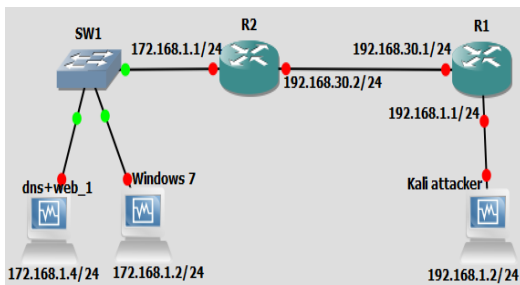 R2
R1
SW1
172.168.1.1/24
192.168.30.1/24
192.168.30.2/24
192.168.1.1/24
dns+web_1
Windows 7
Kali attacker
172.168.1.4/24
172.168.1.2/24
192.168.1.2/24